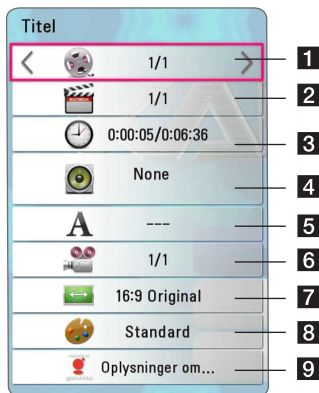 Titel
1/1
1
1/1
2
0:00:05/0:06:36
3
None
4
A
---
5
1/1
6
16:9 Original
7
Standard
8
Oplysninger om...
9